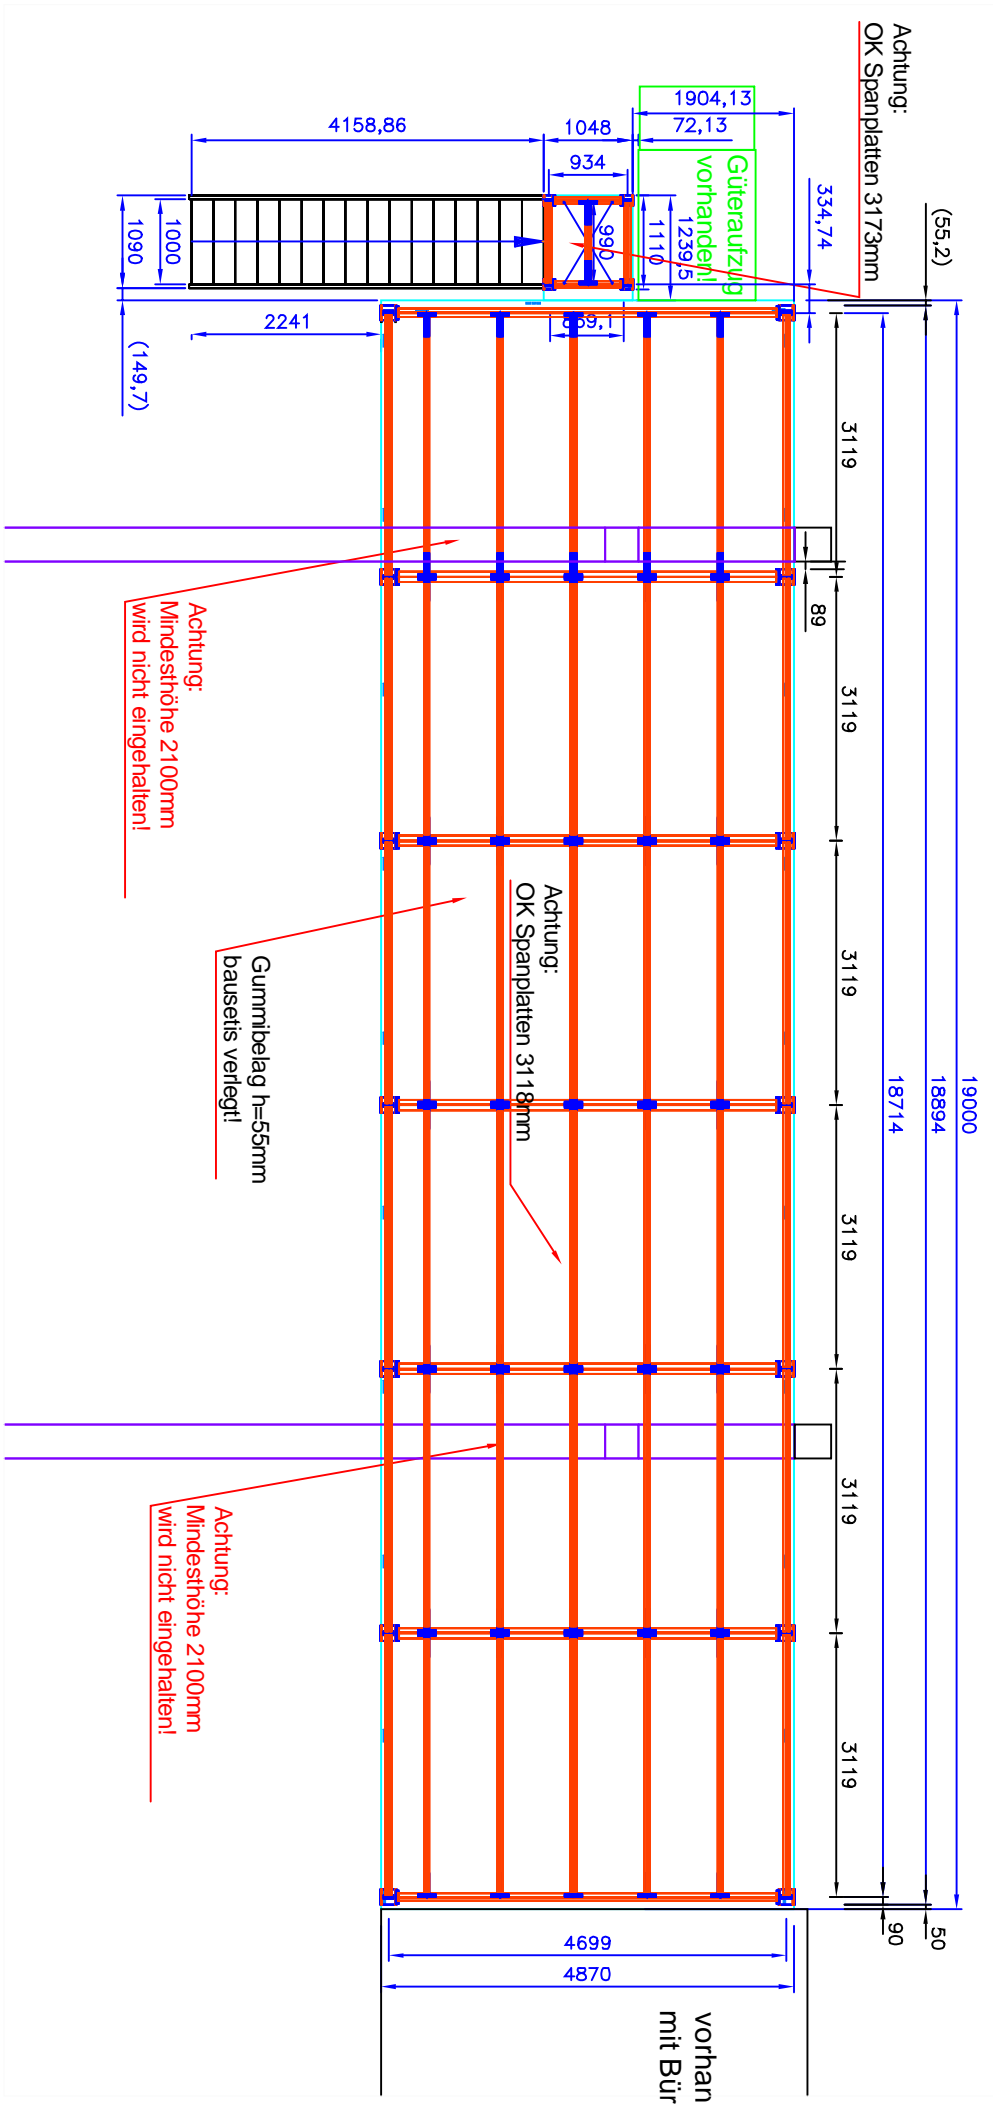 Achtung:
OK Spanplatten 3173mm
(55,2)
1904,13
4158,86
1048
72,13
934
Güteraufzug
vorhanden!
334,74
1090
1000
990
1110
1239,5
2241
(149,7)
19000
18894
18714
3119
3119
3119
3119
3119
3119
89
Achtung:
Mindesthöhe 2100mm
wird nicht eingehalten!
Achtung:
OK Spanplatten 3118mm
Gummibelag h=55mm
bausetis verlegt!
Achtung:
Mindesthöhe 2100mm
wird nicht eingehalten!
90
50
4699
4870
vorhan
mit Bür